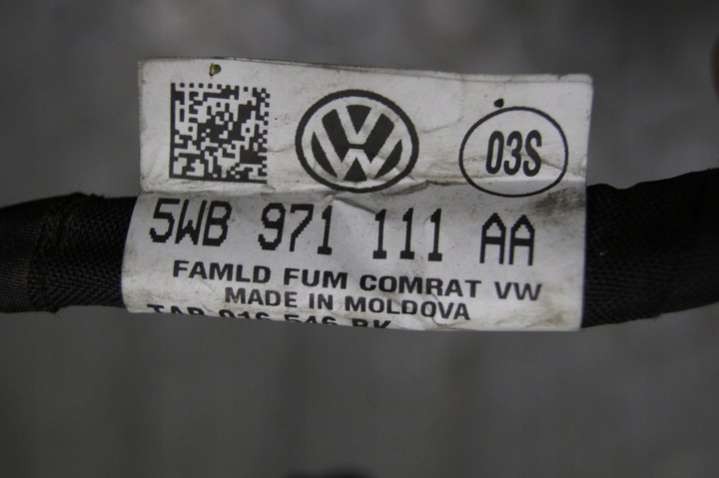 03S
5WB 971 111 AA
FAMLD FUM COMRAT VW
MADE IN MOLDOVA